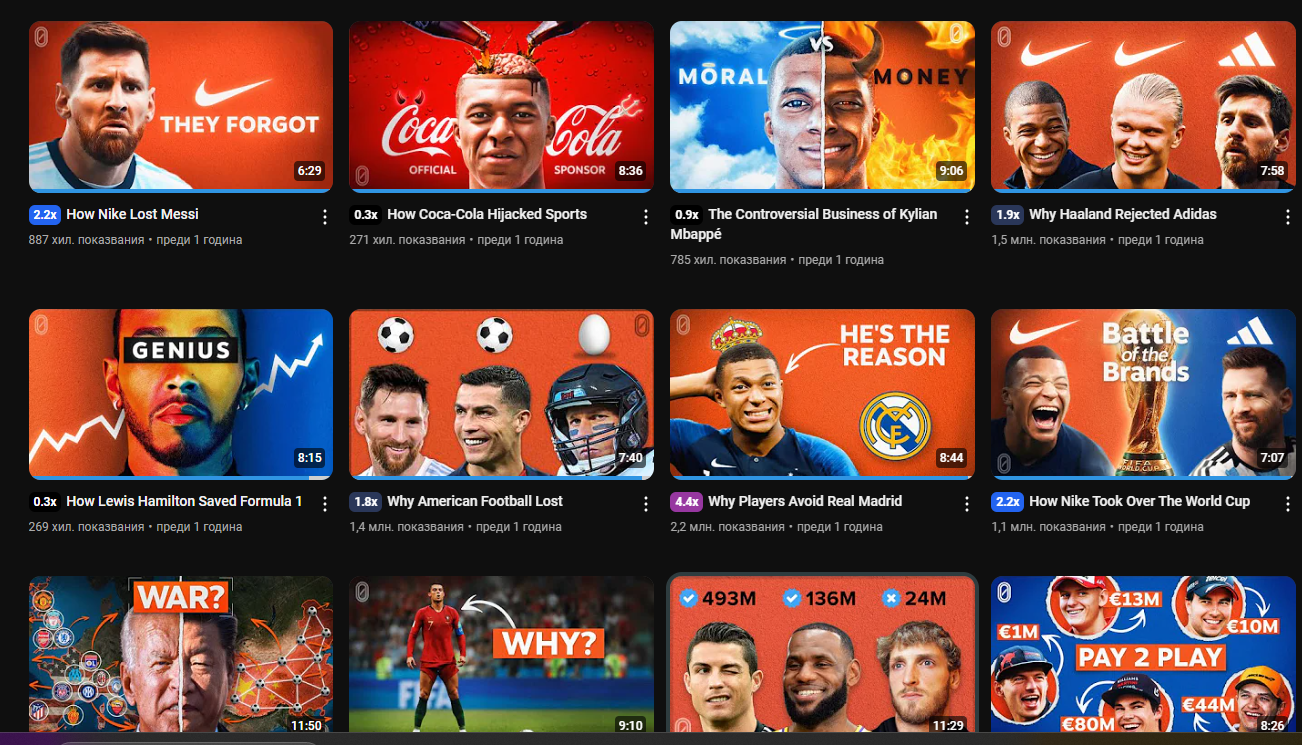 THEY FORGOT
6:29
Coca Cola
OFFICIAL
SPONSOR
8:36
VS
MŌRAL
MONEY
9:06
7:58
2.2x How Nike Lost Messi
887 хил. показвания • преди 1 година
0.3x How Coca-Cola Hijacked Sports
271 хил. показвания • преди 1 година
0.9x The Controversial Business of Kylian
Mbappé
785 хил. показвания • преди 1 година
1.9x Why Haaland Rejected Adidas
1,5 млн. показвания • преди 1 година
GENIUS
8:15
7:40
HE'S THE
REASON
8:44
Battle
of the
Brands
FIFA
WORLD CUP
7:07
0.3x How Lewis Hamilton Saved Formula 1
269 хил. показвания • преди 1 година
1.8x Why American Football Lost
1,4 млн. показвания • преди 1 година
4.4x Why Players Avoid Real Madrid
2,2 млн. показвания • преди 1 година
2.2x How Nike Took Over The World Cup
1,1 млн. показвания • преди 1 година
WAR?
11:50
7
WHY?
FIFA
9:10
493M
136M
24M
11:29
€13M
€10M
€1M
PAY 2 PLAY
€80M
€44M
8:26